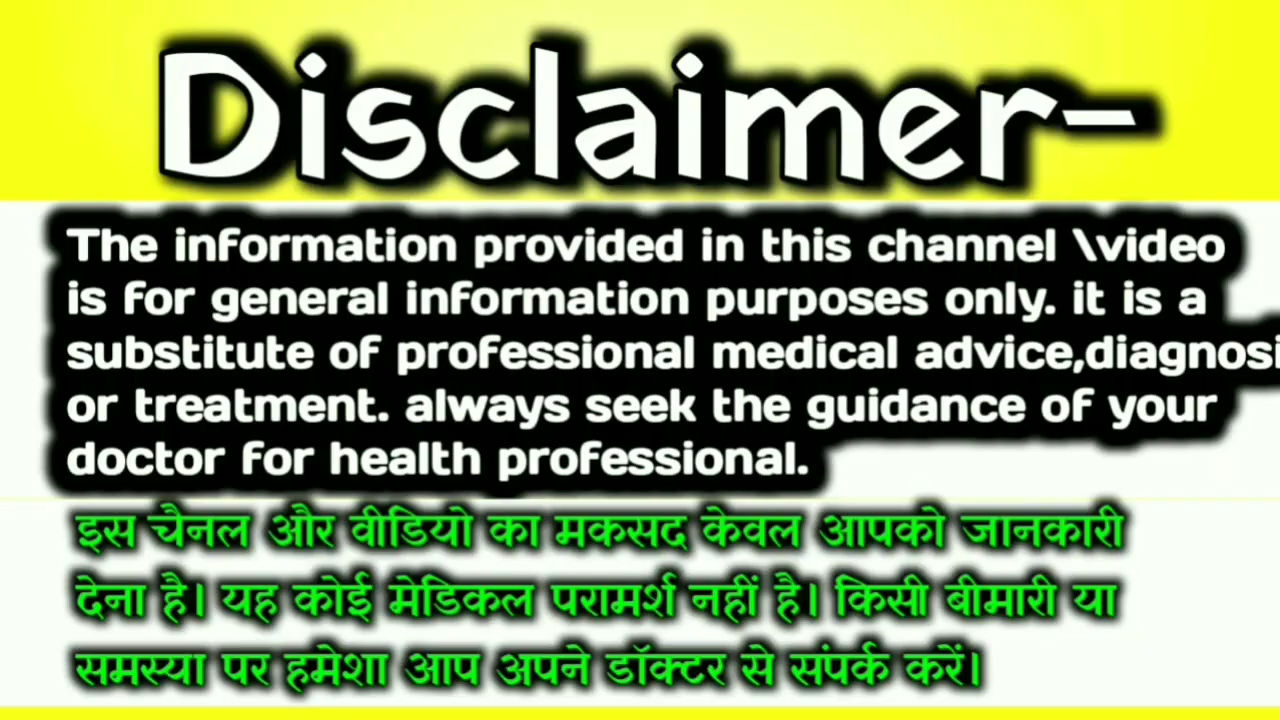 Disclaimer-
The information provided in this channel \video
is for general information purposes only. it is a
substitute of professional medical advice,diagnosi
or treatment. always seek the guidance of your
doctor for health professional.
इस चैनल और वीडियो का मकसद केवल आपको जानकारी
देना है। यह कोई मेडिकल परामर्श नहीं है। किसी बीमारी या
समस्या पर हमेशा आप अपने डॉक्टर से संपर्क करें।